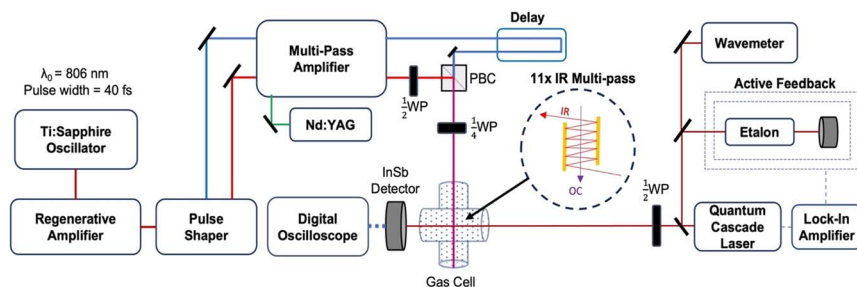 λ₀ = 806 nm
Pulse width = 40 fs
Ti:Sapphire
Oscillator
Regenerative
Amplifier
Pulse
Shaper
Multi-Pass
Amplifier
Nd:YAG
½WP
PBC
Delay
¼WP
11x IR Multi-pass
IR
OC
InSb
Detector
Digital
Oscilloscope
Gas Cell
½WP
Wavemeter
Active Feedback
Etalon
Quantum
Cascade
Laser
Lock-In
Amplifier